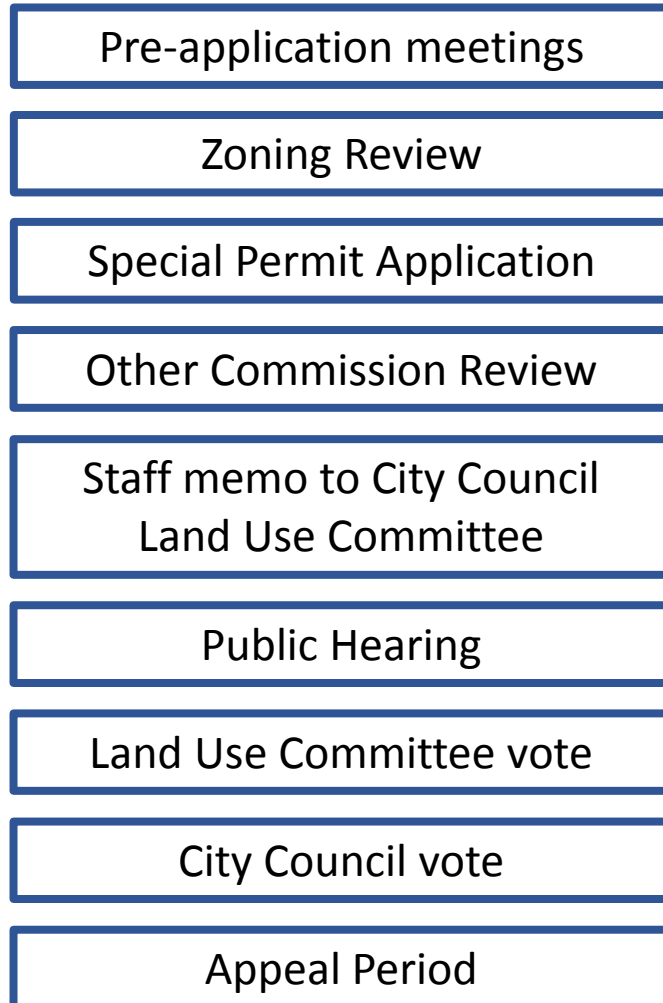 Pre-application meetings
Zoning Review
Special Permit Application
Other Commission Review
Staff memo to City Council
Land Use Committee
Public Hearing
Land Use Committee vote
City Council vote
Appeal Period